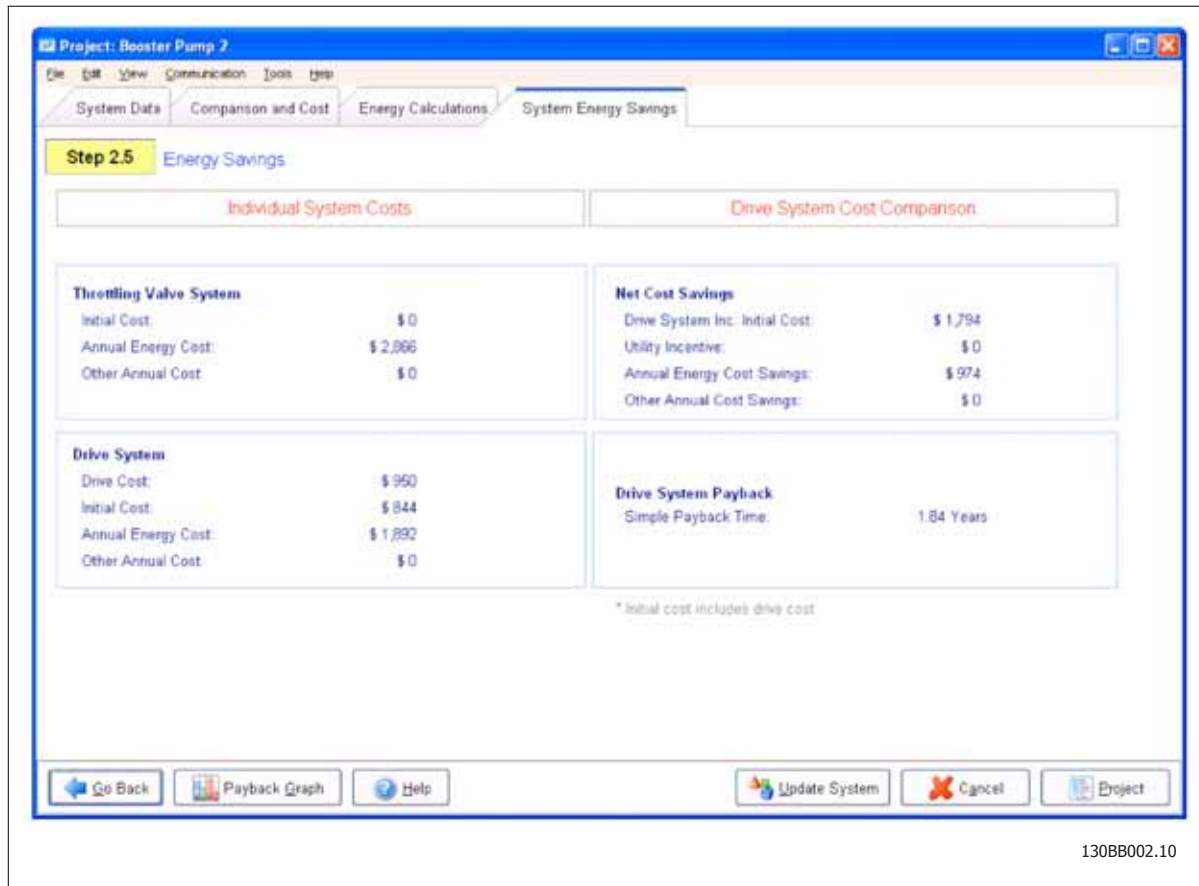 Project: Booster Pump 2
File Edit View Communication Tools Help
System Data Comparison and Cost Energy Calculations System Energy Savings
Step 2.5 Energy Savings
Individual System Costs
Drive System Cost Comparison
Throttling Valve System
Initial Cost: $ 0
Annual Energy Cost: $ 2,866
Other Annual Cost $ 0
Net Cost Savings
Drive System Inc. Initial Cost: $ 1,794
Utility Incentive: $ 0
Annual Energy Cost Savings: $ 974
Other Annual Cost Savings: $ 0
Drive System
Drive Cost: $ 950
Initial Cost: $ 844
Annual Energy Cost: $ 1,892
Other Annual Cost $ 0
Drive System Payback
Simple Payback Time: 1.84 Years
* Initial cost includes drive cost
Go Back Payback Graph Help Update System Cancel Project
130BB002.10